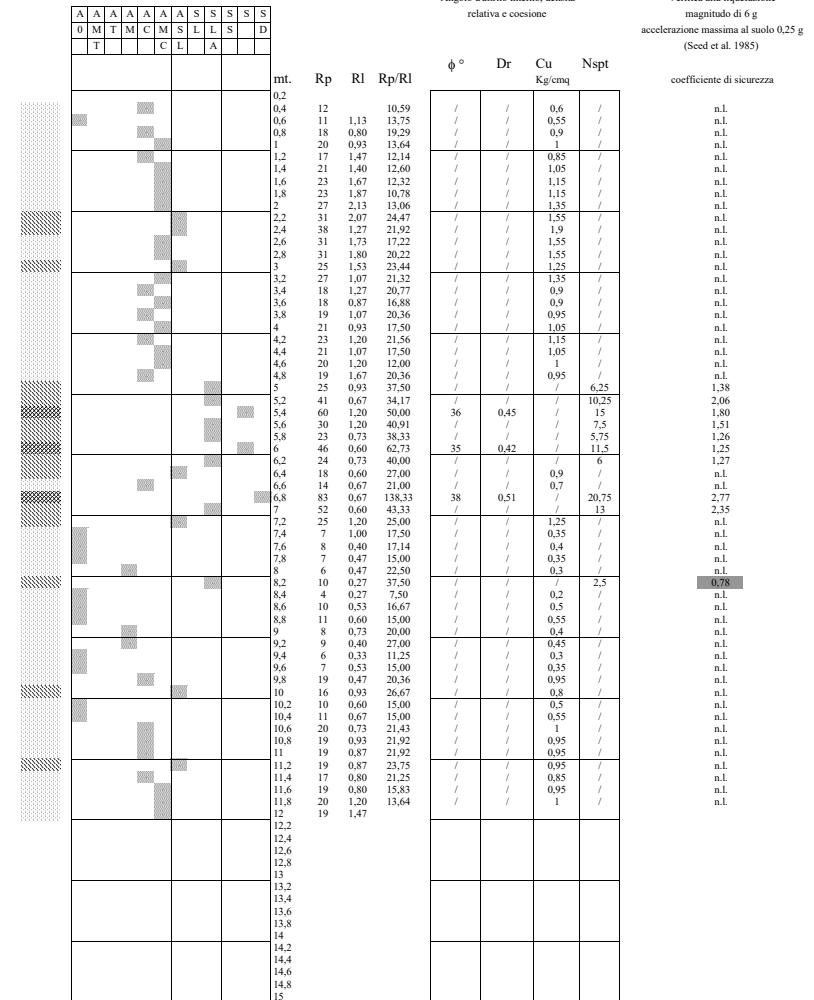 relativa e coesione
magnitudo di 6 g
accelerazione massima al suolo 0,25 g
(Seed et al. 1985)
A A A A A A A S S S S S
0 M T M C M S L L S D
T C L A
φ ° Dr Cu Nspt
mt. Rp Rl Rp/Rl Kg/cmq coefficiente di sicurezza
0,2
0,4 12 10,59 / / 0,6 / n.l.
0,6 11 1,13 13,75 / / 0,55 / n.l.
0,8 18 0,80 19,29 / / 0,9 / n.l.
1 20 0,93 13,64 / / 1 / n.l.
1,2 17 1,47 12,14 / / 0,85 / n.l.
1,4 21 1,40 12,60 / / 1,05 / n.l.
1,6 23 1,67 12,32 / / 1,15 / n.l.
1,8 23 1,87 10,78 / / 1,15 / n.l.
2 27 2,13 13,06 / / 1,35 / n.l.
2,2 31 2,07 24,47 / / 1,55 / n.l.
2,4 38 1,27 21,92 / / 1,9 / n.l.
2,6 31 1,73 17,22 / / 1,55 / n.l.
2,8 31 1,80 20,22 / / 1,55 / n.l.
3 25 1,53 23,44 / / 1,25 / n.l.
3,2 27 1,07 21,32 / / 1,35 / n.l.
3,4 18 1,27 20,77 / / 0,9 / n.l.
3,6 18 0,87 16,88 / / 0,9 / n.l.
3,8 19 1,07 20,36 / / 0,95 / n.l.
4 21 0,93 17,50 / / 1,05 / n.l.
4,2 23 1,20 21,56 / / 1,15 / n.l.
4,4 21 1,07 17,50 / / 1,05 / n.l.
4,6 20 1,20 12,00 / / 1 / n.l.
4,8 19 1,67 20,36 / / 0,95 / n.l.
5 25 0,93 37,50 / / / 6,25 1,38
5,2 41 0,67 34,17 / / / 10,25 2,06
5,4 60 1,20 50,00 36 0,45 / 15 1,80
5,6 30 1,20 40,91 / / / 7,5 1,51
5,8 23 0,73 38,33 / / / 5,75 1,26
6 46 0,60 62,73 35 0,42 / 11,5 1,25
6,2 24 0,73 40,00 / / / 6 1,27
6,4 18 0,60 27,00 / / 0,9 / n.l.
6,6 14 0,67 21,00 / / 0,7 / n.l.
6,8 83 0,67 138,33 38 0,51 / 20,75 2,77
7 52 0,60 43,33 / / / 13 2,35
7,2 25 1,20 25,00 / / 1,25 / n.l.
7,4 7 1,00 17,50 / / 0,35 / n.l.
7,6 8 0,40 17,14 / / 0,4 / n.l.
7,8 7 0,47 15,00 / / 0,35 / n.l.
8 6 0,47 22,50 / / 0,3 / n.l.
8,2 10 0,27 37,50 / / / 2,5 0,78
8,4 4 0,27 7,50 / / 0,2 / n.l.
8,6 10 0,53 16,67 / / 0,5 / n.l.
8,8 11 0,60 15,00 / / 0,55 / n.l.
9 8 0,73 20,00 / / 0,4 / n.l.
9,2 9 0,40 27,00 / / 0,45 / n.l.
9,4 6 0,33 11,25 / / 0,3 / n.l.
9,6 7 0,53 15,00 / / 0,35 / n.l.
9,8 19 0,47 20,36 / / 0,95 / n.l.
10 16 0,93 26,67 / / 0,8 / n.l.
10,2 10 0,60 15,00 / / 0,5 / n.l.
10,4 11 0,67 15,00 / / 0,55 / n.l.
10,6 20 0,73 21,43 / / 1 / n.l.
10,8 19 0,93 21,92 / / 0,95 / n.l.
11 19 0,87 21,92 / / 0,95 / n.l.
11,2 19 0,87 23,75 / / 0,95 / n.l.
11,4 17 0,80 21,25 / / 0,85 / n.l.
11,6 19 0,80 15,83 / / 0,95 / n.l.
11,8 20 1,20 13,64 / / 1 / n.l.
12 19 1,47
12,2
12,4
12,6
12,8
13
13,2
13,4
13,6
13,8
14
14,2
14,4
14,6
14,8
15